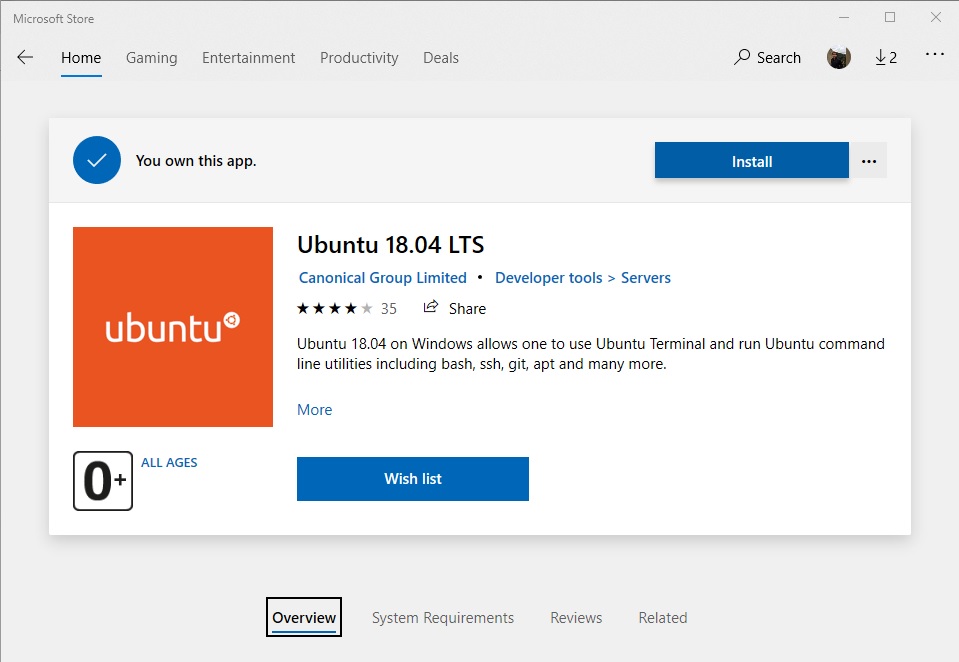 Microsoft Store
Home Gaming Entertainment Productivity Deals Search 2
You own this app. Install
ubuntu
Ubuntu 18.04 LTS
Canonical Group Limited • Developer tools > Servers
35 Share
Ubuntu 18.04 on Windows allows one to use Ubuntu Terminal and run Ubuntu command
line utilities including bash, ssh, git, apt and many more.
More
0+ ALL AGES
Wish list
Overview System Requirements Reviews Related